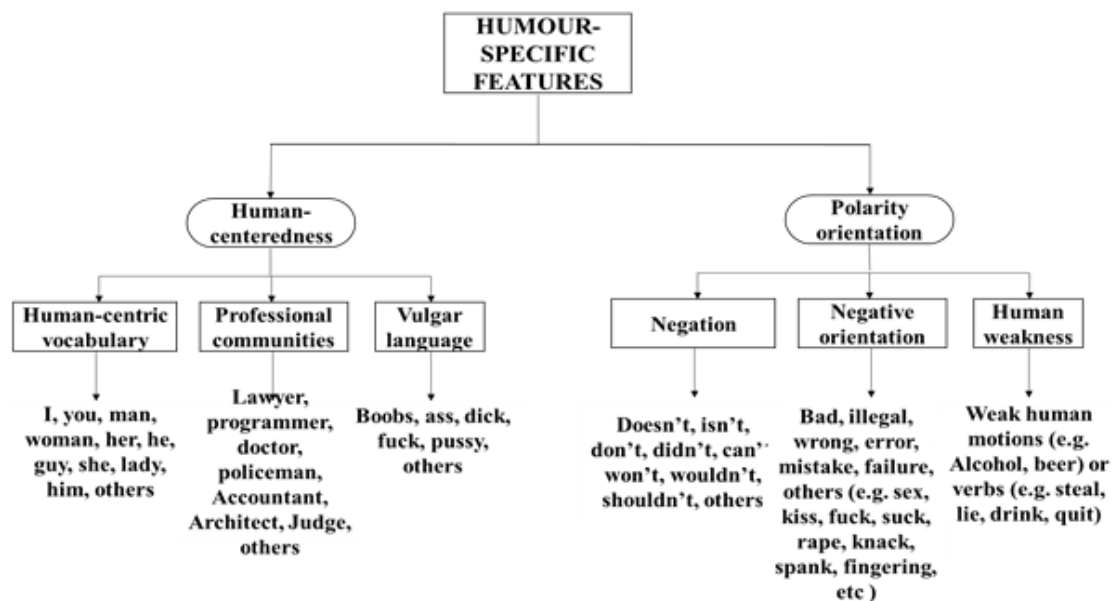 HUMOUR-
SPECIFIC
FEATURES
Human-
centeredness
Polarity
orientation
Human-centric
vocabulary
Professional
communities
Vulgar
language
Negation
Negative
orientation
Human
weakness
I, you, man,
woman, her, he,
guy, she, lady,
him, others
Lawyer,
programmer,
doctor,
policeman,
Accountant,
Architect, Judge,
others
Boobs, ass, dick,
fuck, pussy,
others
Doesn't, isn't,
don't, didn't, can'
won't, wouldn't,
shouldn't, others
Bad, illegal,
wrong, error,
mistake, failure,
others (e.g. sex,
kiss, fuck, suck,
rape, knack,
spank, fingering,
etc )
Weak human
motions (e.g.
Alcohol, beer) or
verbs (e.g. steal,
lie, drink, quit)